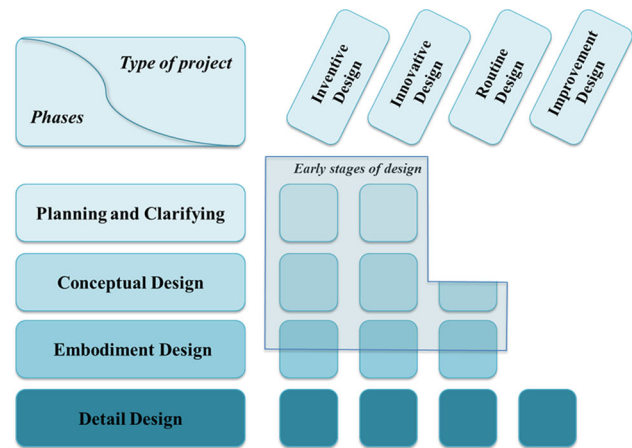 Type of project
Phases
Inventive
Design
Innovative
Design
Routine
Design
Improvement
Design
Early stages of design
Planning and Clarifying
Conceptual Design
Embodiment Design
Detail Design